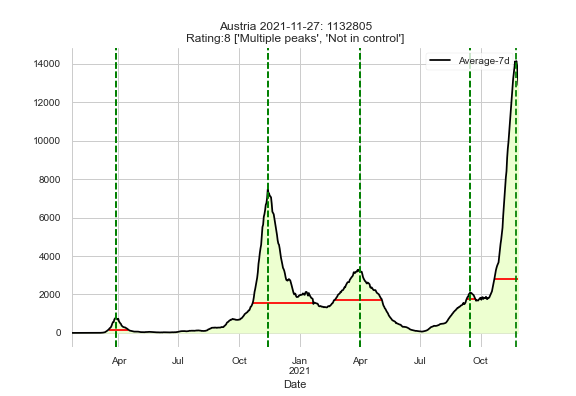 Austria 2021-11-27: 1132805
Rating:8 ['Multiple peaks', 'Not in control']
Average-7d
14000
12000
10000
8000
6000
4000
2000
0
Apr Jul Oct Jan Apr Jul Oct
2021
Date